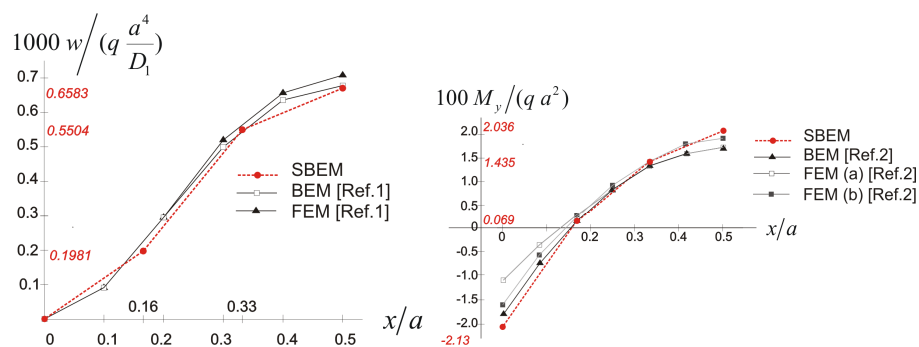 1000 w/(q a⁴/D₁)
0.7
0.6583
0.6
0.5504
0.5
0.4
0.3
0.2
0.1981
0.1
SBEM
BEM [Ref.1]
FEM [Ref.1]
0.16 0.33
0 0.1 0.2 0.3 0.4 0.5
x/a
100 M_y/(q a²)
2.036
2.0
1.5
1.435
1.0
0.5
0.069
0
-0.5
-1.0
-1.5
-2.0
-2.13
0 0.2 0.3 0.4 0.5
x/a
SBEM
BEM [Ref.2]
FEM (a) [Ref.2]
FEM (b) [Ref.2]